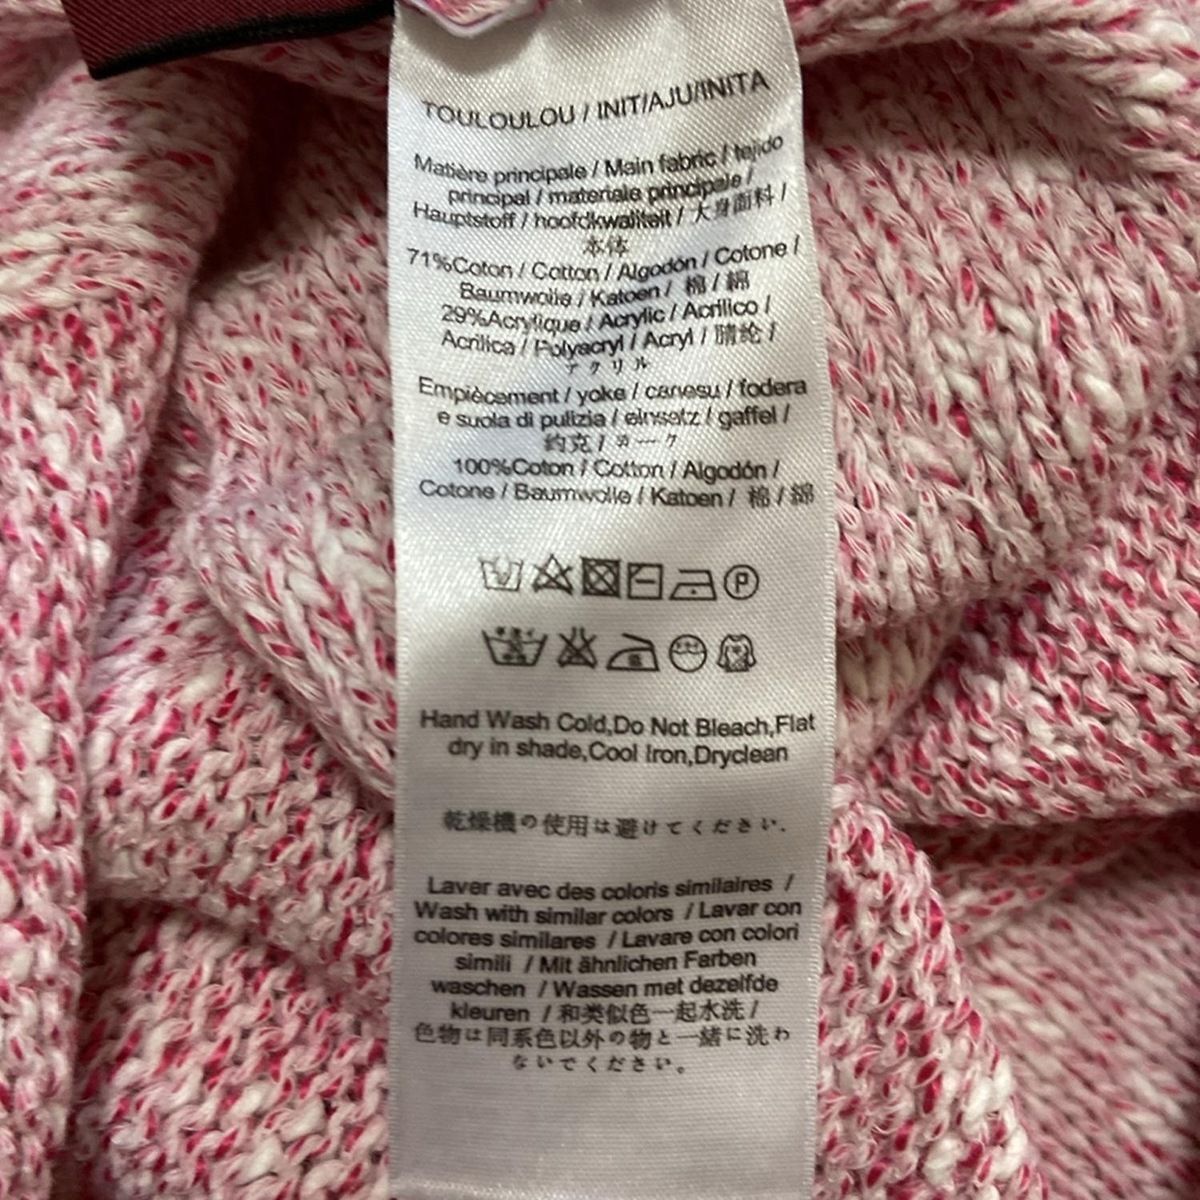 TOULOULOU / INIT/AJU/INITA
Matière principale / Main fabric / tejido
principal / materiale principale /
Hauptstoff / hoofdkwaliteit / 大身面料 /
本体
71%Coton / Cotton / Algodón / Cotone /
Baumwolle / Katoen / 棉 / 綿
29%Acrylique / Acrylic / Acrilico /
Acrilica / Polyacryl / Acryl / 腈纶 /
アクリル
Empiècement / yoke / canesu / fodera
e suola di pulizia / einsatz / gaffel /
約克 / ヨーク
100%Coton / Cotton / Algodón /
Cotone / Baumwolle / Katoen / 棉 / 綿
P
Hand Wash Cold,Do Not Bleach,Flat
dry in shade,Cool Iron,Dryclean
乾燥機の使用は避けてください.
Laver avec des coloris similaires /
Wash with similar colors / Lavar con
colores similares / Lavare con colori
simili / Mit ähnlichen Farben
waschen / Wassen met dezelfde
kleuren / 和类似色一起水洗 /
色物は同系色以外の物と一緒に洗わ
ないでください。